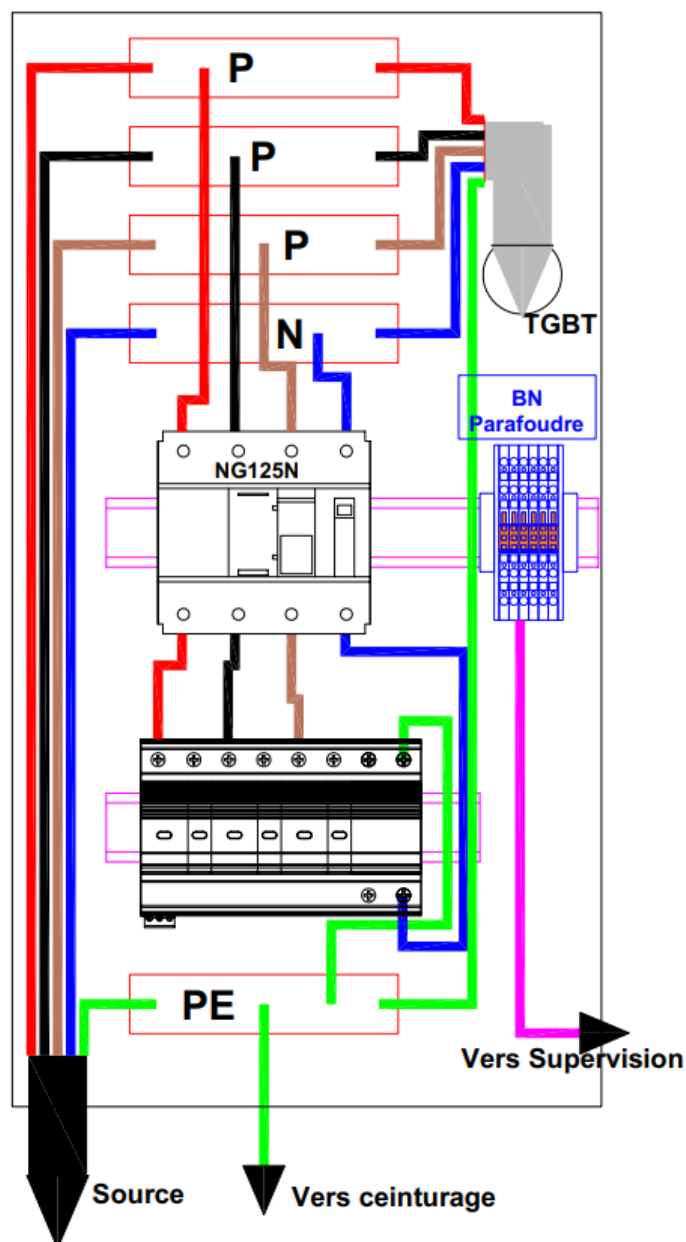 P
P
P
N
TGBT
BN
Parafoudre
NG125N
PE
Vers Supervision
Source
Vers ceinturage